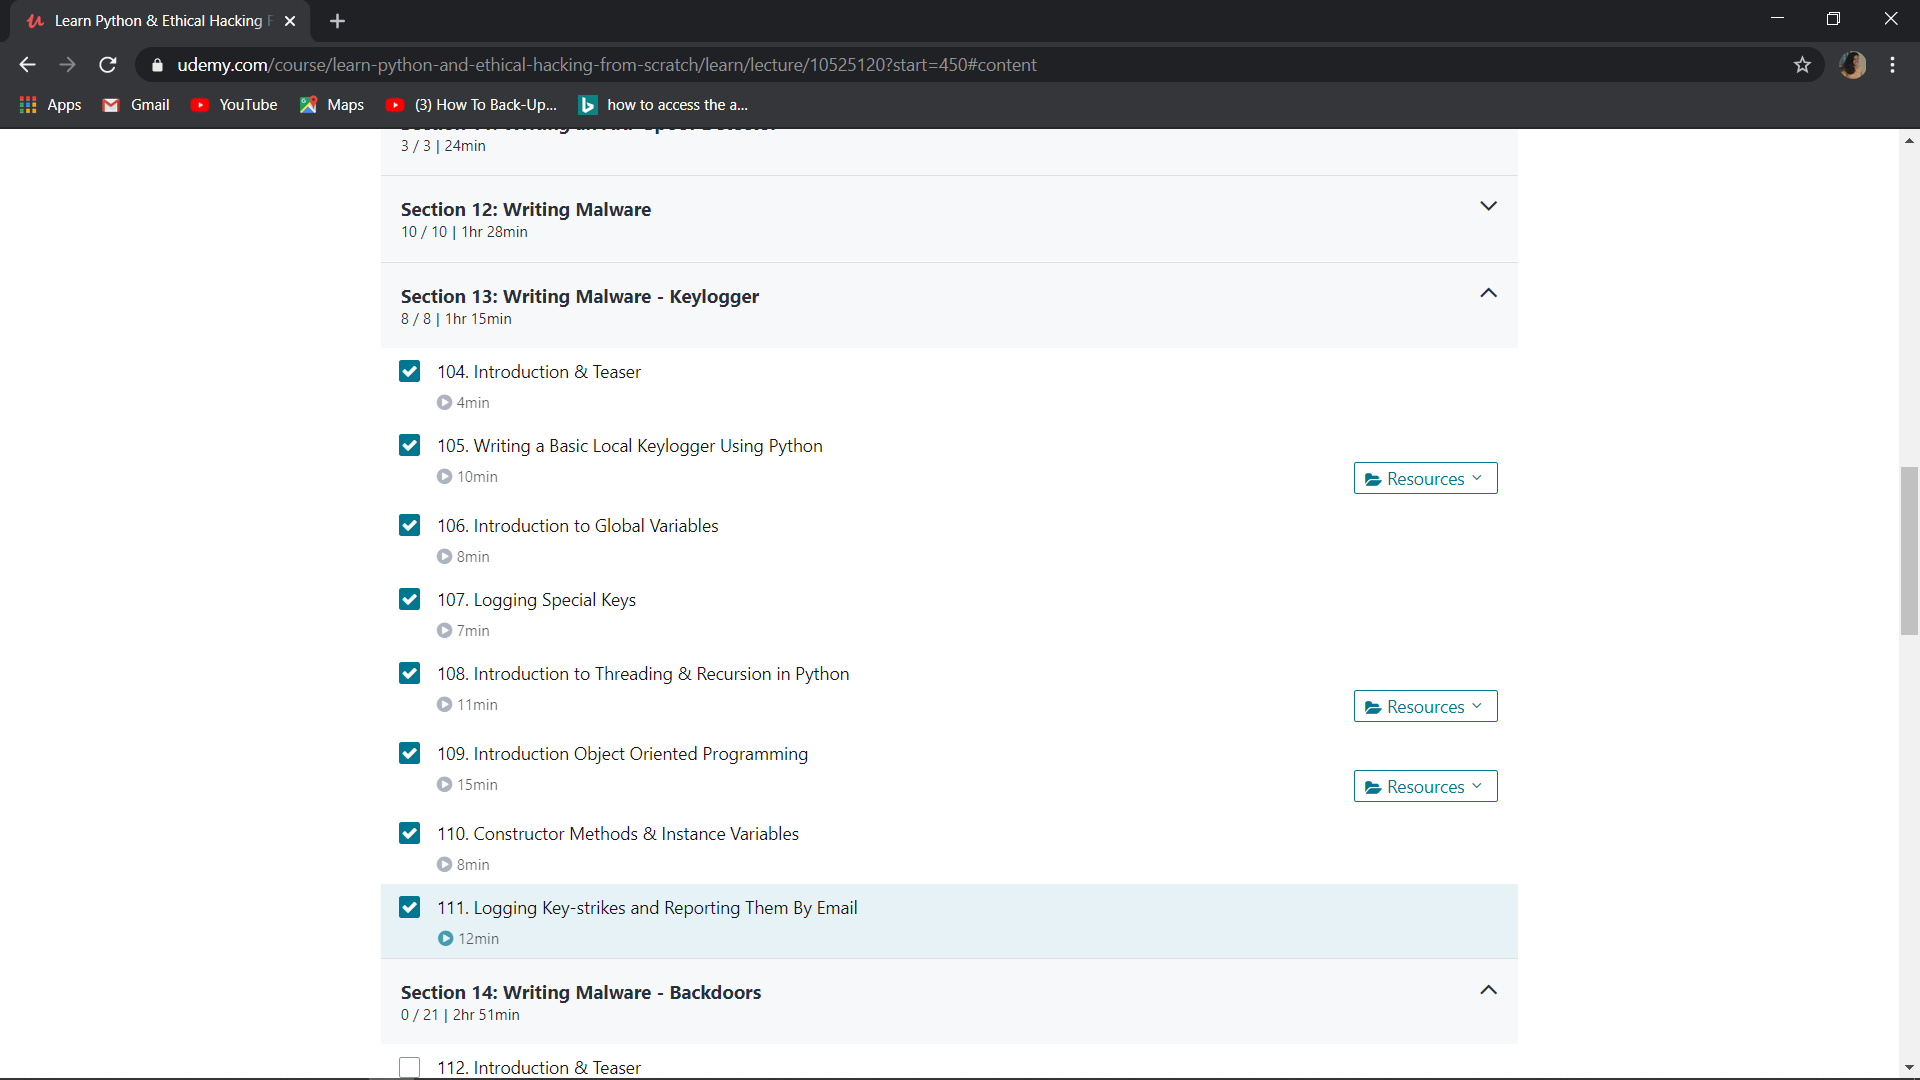 Learn Python & Ethical Hacking F
udemy.com/course/learn-python-and-ethical-hacking-from-scratch/learn/lecture/10525120?start=450#content
Apps Gmail YouTube Maps (3) How To Back-Up... how to access the a...
3 / 3 | 24min
Section 12: Writing Malware
10 / 10 | 1hr 28min
Section 13: Writing Malware - Keylogger
8 / 8 | 1hr 15min
104. Introduction & Teaser
4min
105. Writing a Basic Local Keylogger Using Python
10min
Resources
106. Introduction to Global Variables
8min
107. Logging Special Keys
7min
108. Introduction to Threading & Recursion in Python
11min
Resources
109. Introduction Object Oriented Programming
15min
Resources
110. Constructor Methods & Instance Variables
8min
111. Logging Key-strikes and Reporting Them By Email
12min
Section 14: Writing Malware - Backdoors
0 / 21 | 2hr 51min
112. Introduction & Teaser